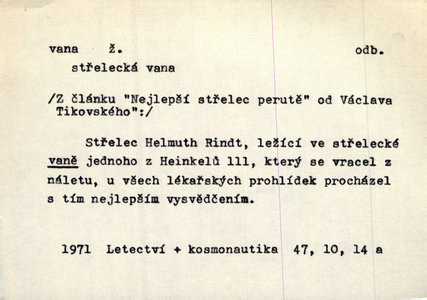 vana ž. odb.
střelecká vana
/Z článku "Nejlepší střelec perutě" od Václava
Tikovského":/
Střelec Helmuth Rindt, ležící ve střelecké
vaně jednoho z Heinkelů lll, který se vracel z
náletu, u všech lékařských prohlídek procházel
s tím nejlepším vysvědčením.
1971 Letectví + kosmonautika 47, 10, 14 a